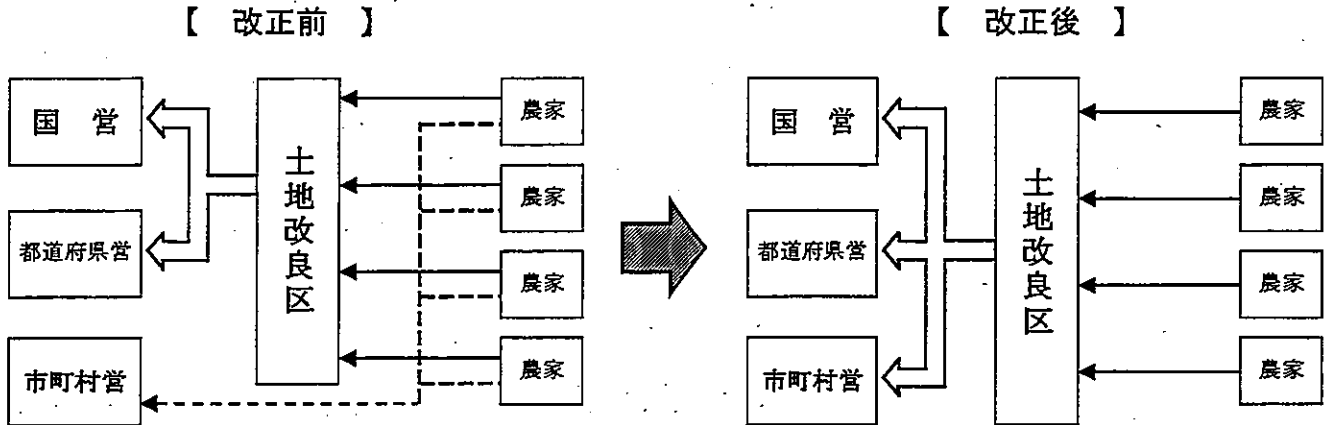 【 改正前 】
国 営
都道府県営
市町村営
土地改良区
農家
農家
農家
農家
【 改正後 】
国 営
都道府県営
市町村営
土地改良区
農家
農家
農家
農家